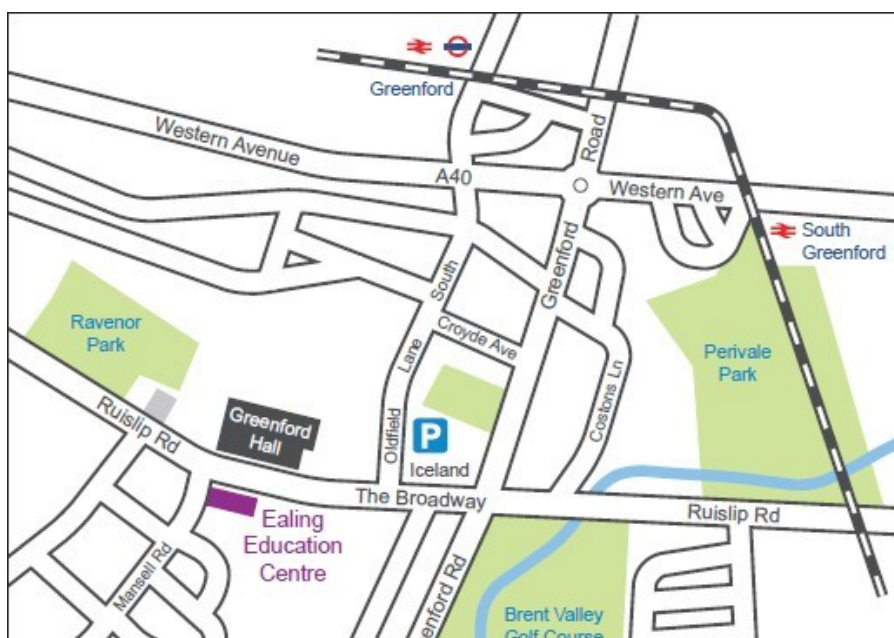 Greenford
Western Avenue
A40
Road
Western Ave
South
Greenford
Greenford
South
Lane
Oldfield
Croyde Ave
Costons Ln
Ravenor
Park
Perivale
Park
Ruislip Rd
Greenford
Hall
P
Iceland
The Broadway
Ruislip Rd
Ealing
Education
Centre
Mansell Rd
enford Rd
Brent Valley
Golf Course